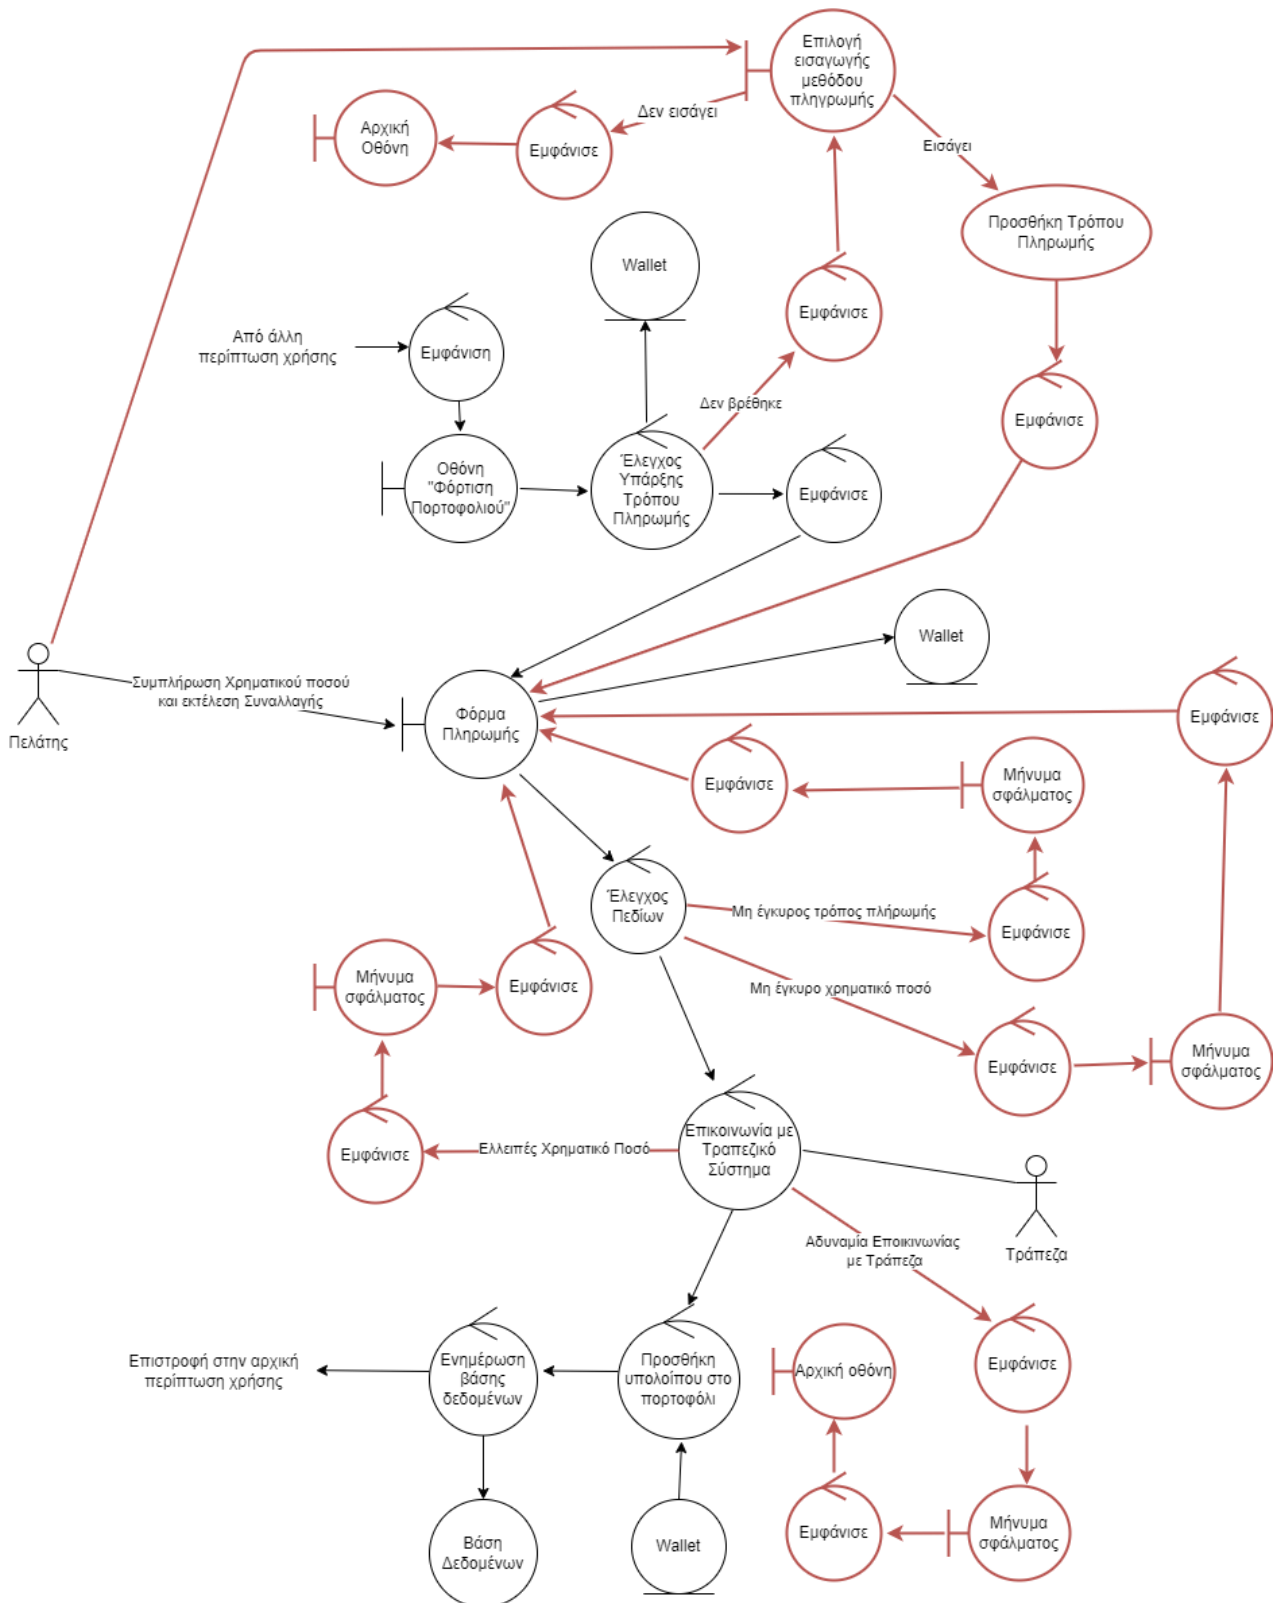 Επιλογή
εισαγωγής
μεθόδου
πληγρωμής
Δεν εισάγει
Αρχική
Οθόνη
Εμφάνισε
Εισάγει
Προσθήκη Τρόπου
Πληρωμής
Wallet
Εμφάνισε
Από άλλη
περίπτωση χρήσης
Εμφάνιση
Δεν βρέθηκε
Εμφάνισε
Οθόνη
"Φόρτιση
Πορτοφολιού"
Έλεγχος
Υπάρξης
Τρόπου
Πληρωμής
Εμφάνισε
Wallet
Συμπλήρωση Χρηματικού ποσού
και εκτέλεση Συναλλαγής
Πελάτης
Φόρμα
Πληρωμής
Εμφάνισε
Εμφάνισε
Μήνυμα
σφάλματος
Έλεγχος
Πεδίων
Μη έγκυρος τρόπος πλήρωμής
Εμφάνισε
Μήνυμα
σφάλματος
Εμφάνισε
Μη έγκυρο χρηματικό ποσό
Εμφάνισε
Μήνυμα
σφάλματος
Εμφάνισε
Ελλειπές Χρηματικό Ποσό
Επικοινωνία με
Τραπεζικό
Σύστημα
Τράπεζα
Αδυναμία Εποικινωνίας
με Τράπεζα
Επιστροφή στην αρχική
περίπτωση χρήσης
Ενημέρωση
βάσης
δεδομένων
Προσθήκη
υπολοίπου στο
πορτοφόλι
Αρχική οθόνη
Εμφάνισε
Βάση
Δεδομένων
Wallet
Εμφάνισε
Μήνυμα
σφάλματος